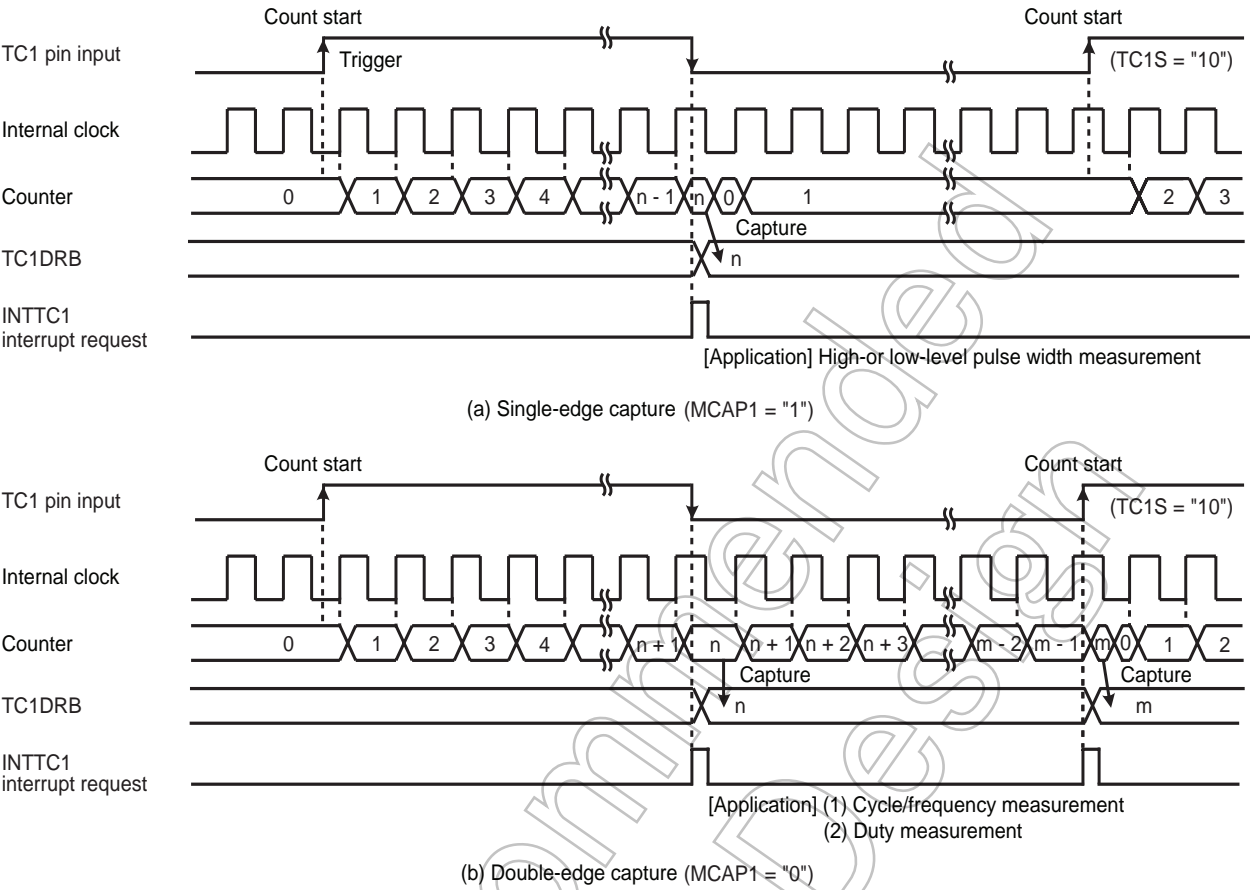 Count start Count start
TC1 pin input Trigger (TC1S = "10")
Internal clock
Counter 0 1 2 3 4 n - 1 n 0 1 2 3
Capture
TC1DRB n
INTTC1
interrupt request
[Application] High-or low-level pulse width measurement
(a) Single-edge capture (MCAP1 = "1")
Count start Count start
TC1 pin input (TC1S = "10")
Internal clock
Counter 0 1 2 3 4 n + 1 n n + 1 n + 2 n + 3 m - 2 m - 1 m 0 1 2
Capture Capture
TC1DRB n m
INTTC1
interrupt request
[Application] (1) Cycle/frequency measurement
(2) Duty measurement
(b) Double-edge capture (MCAP1 = "0")
ommended
Design